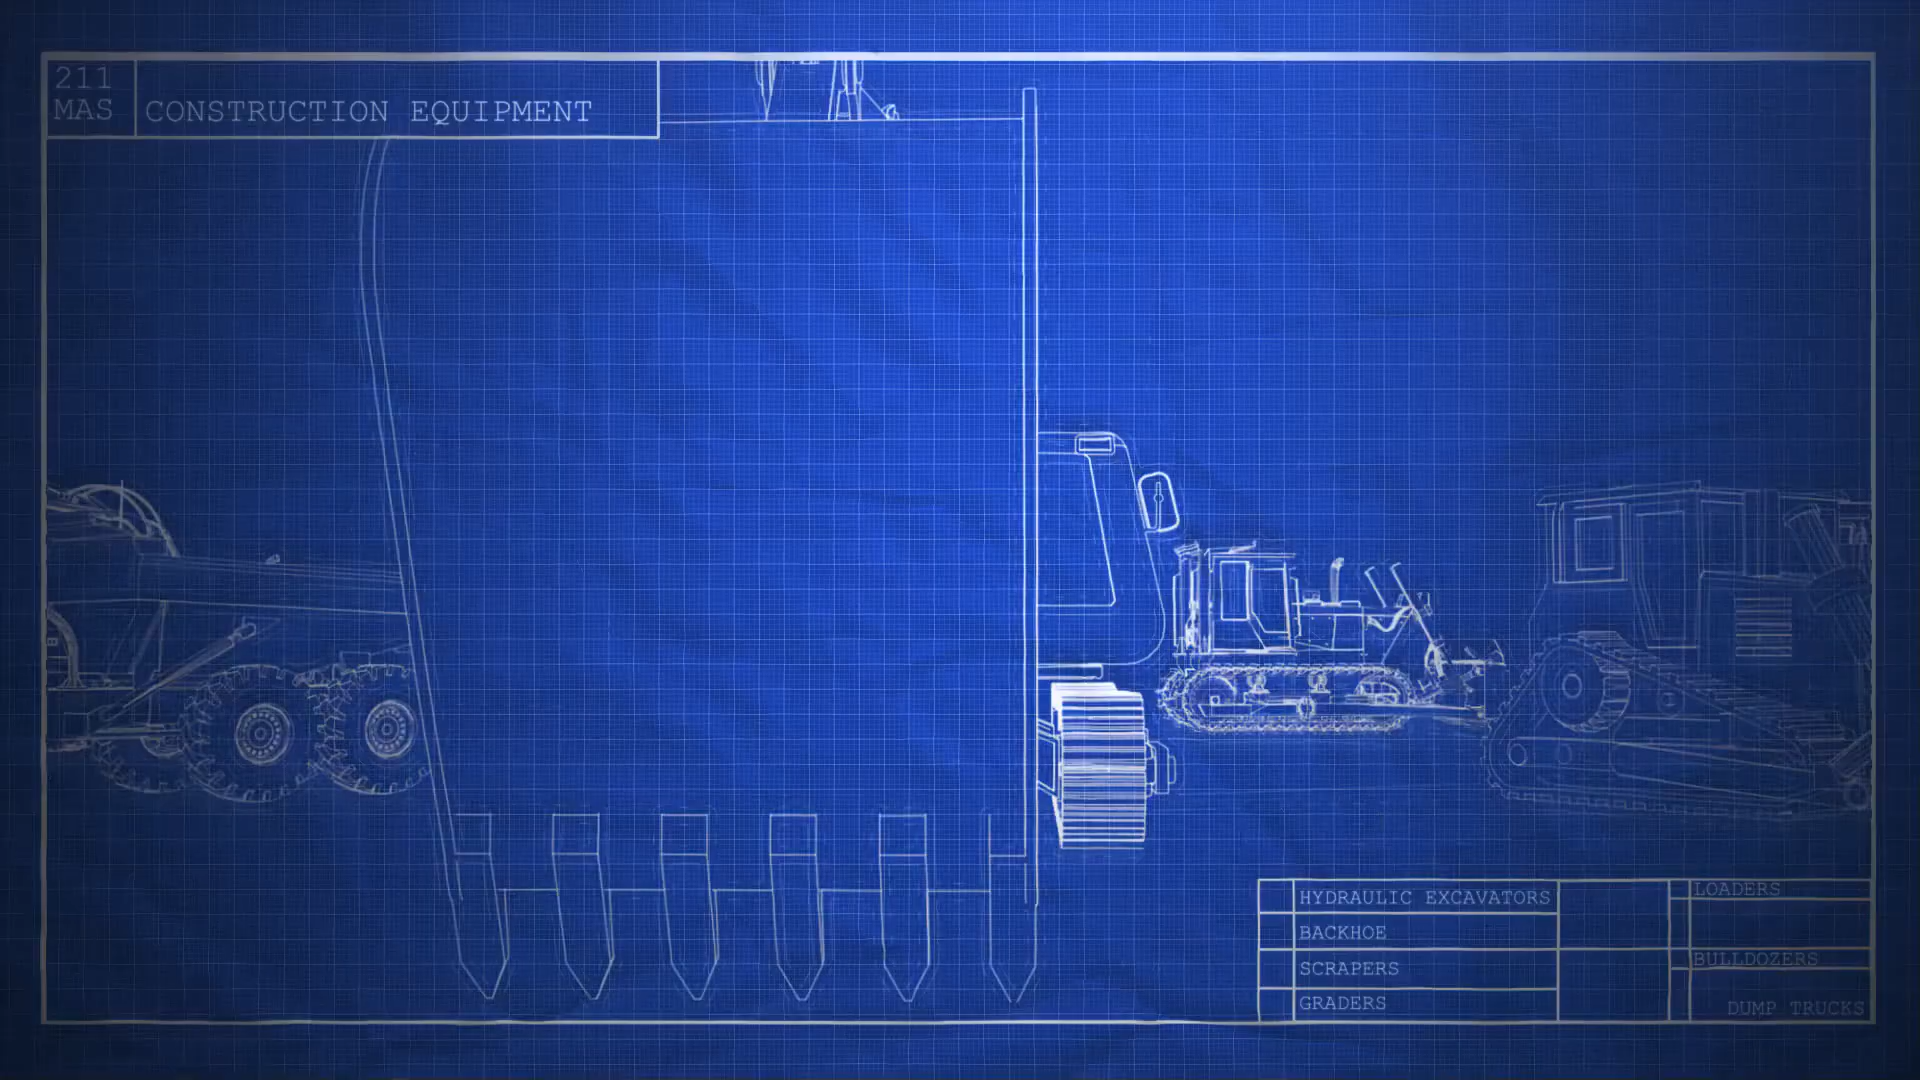 211
MAS
CONSTRUCTION EQUIPMENT
HYDRAULIC EXCAVATORS
BACKHOE
SCRAPERS
GRADERS
LOADERS
BULLDOZERS
DUMP TRUCKS